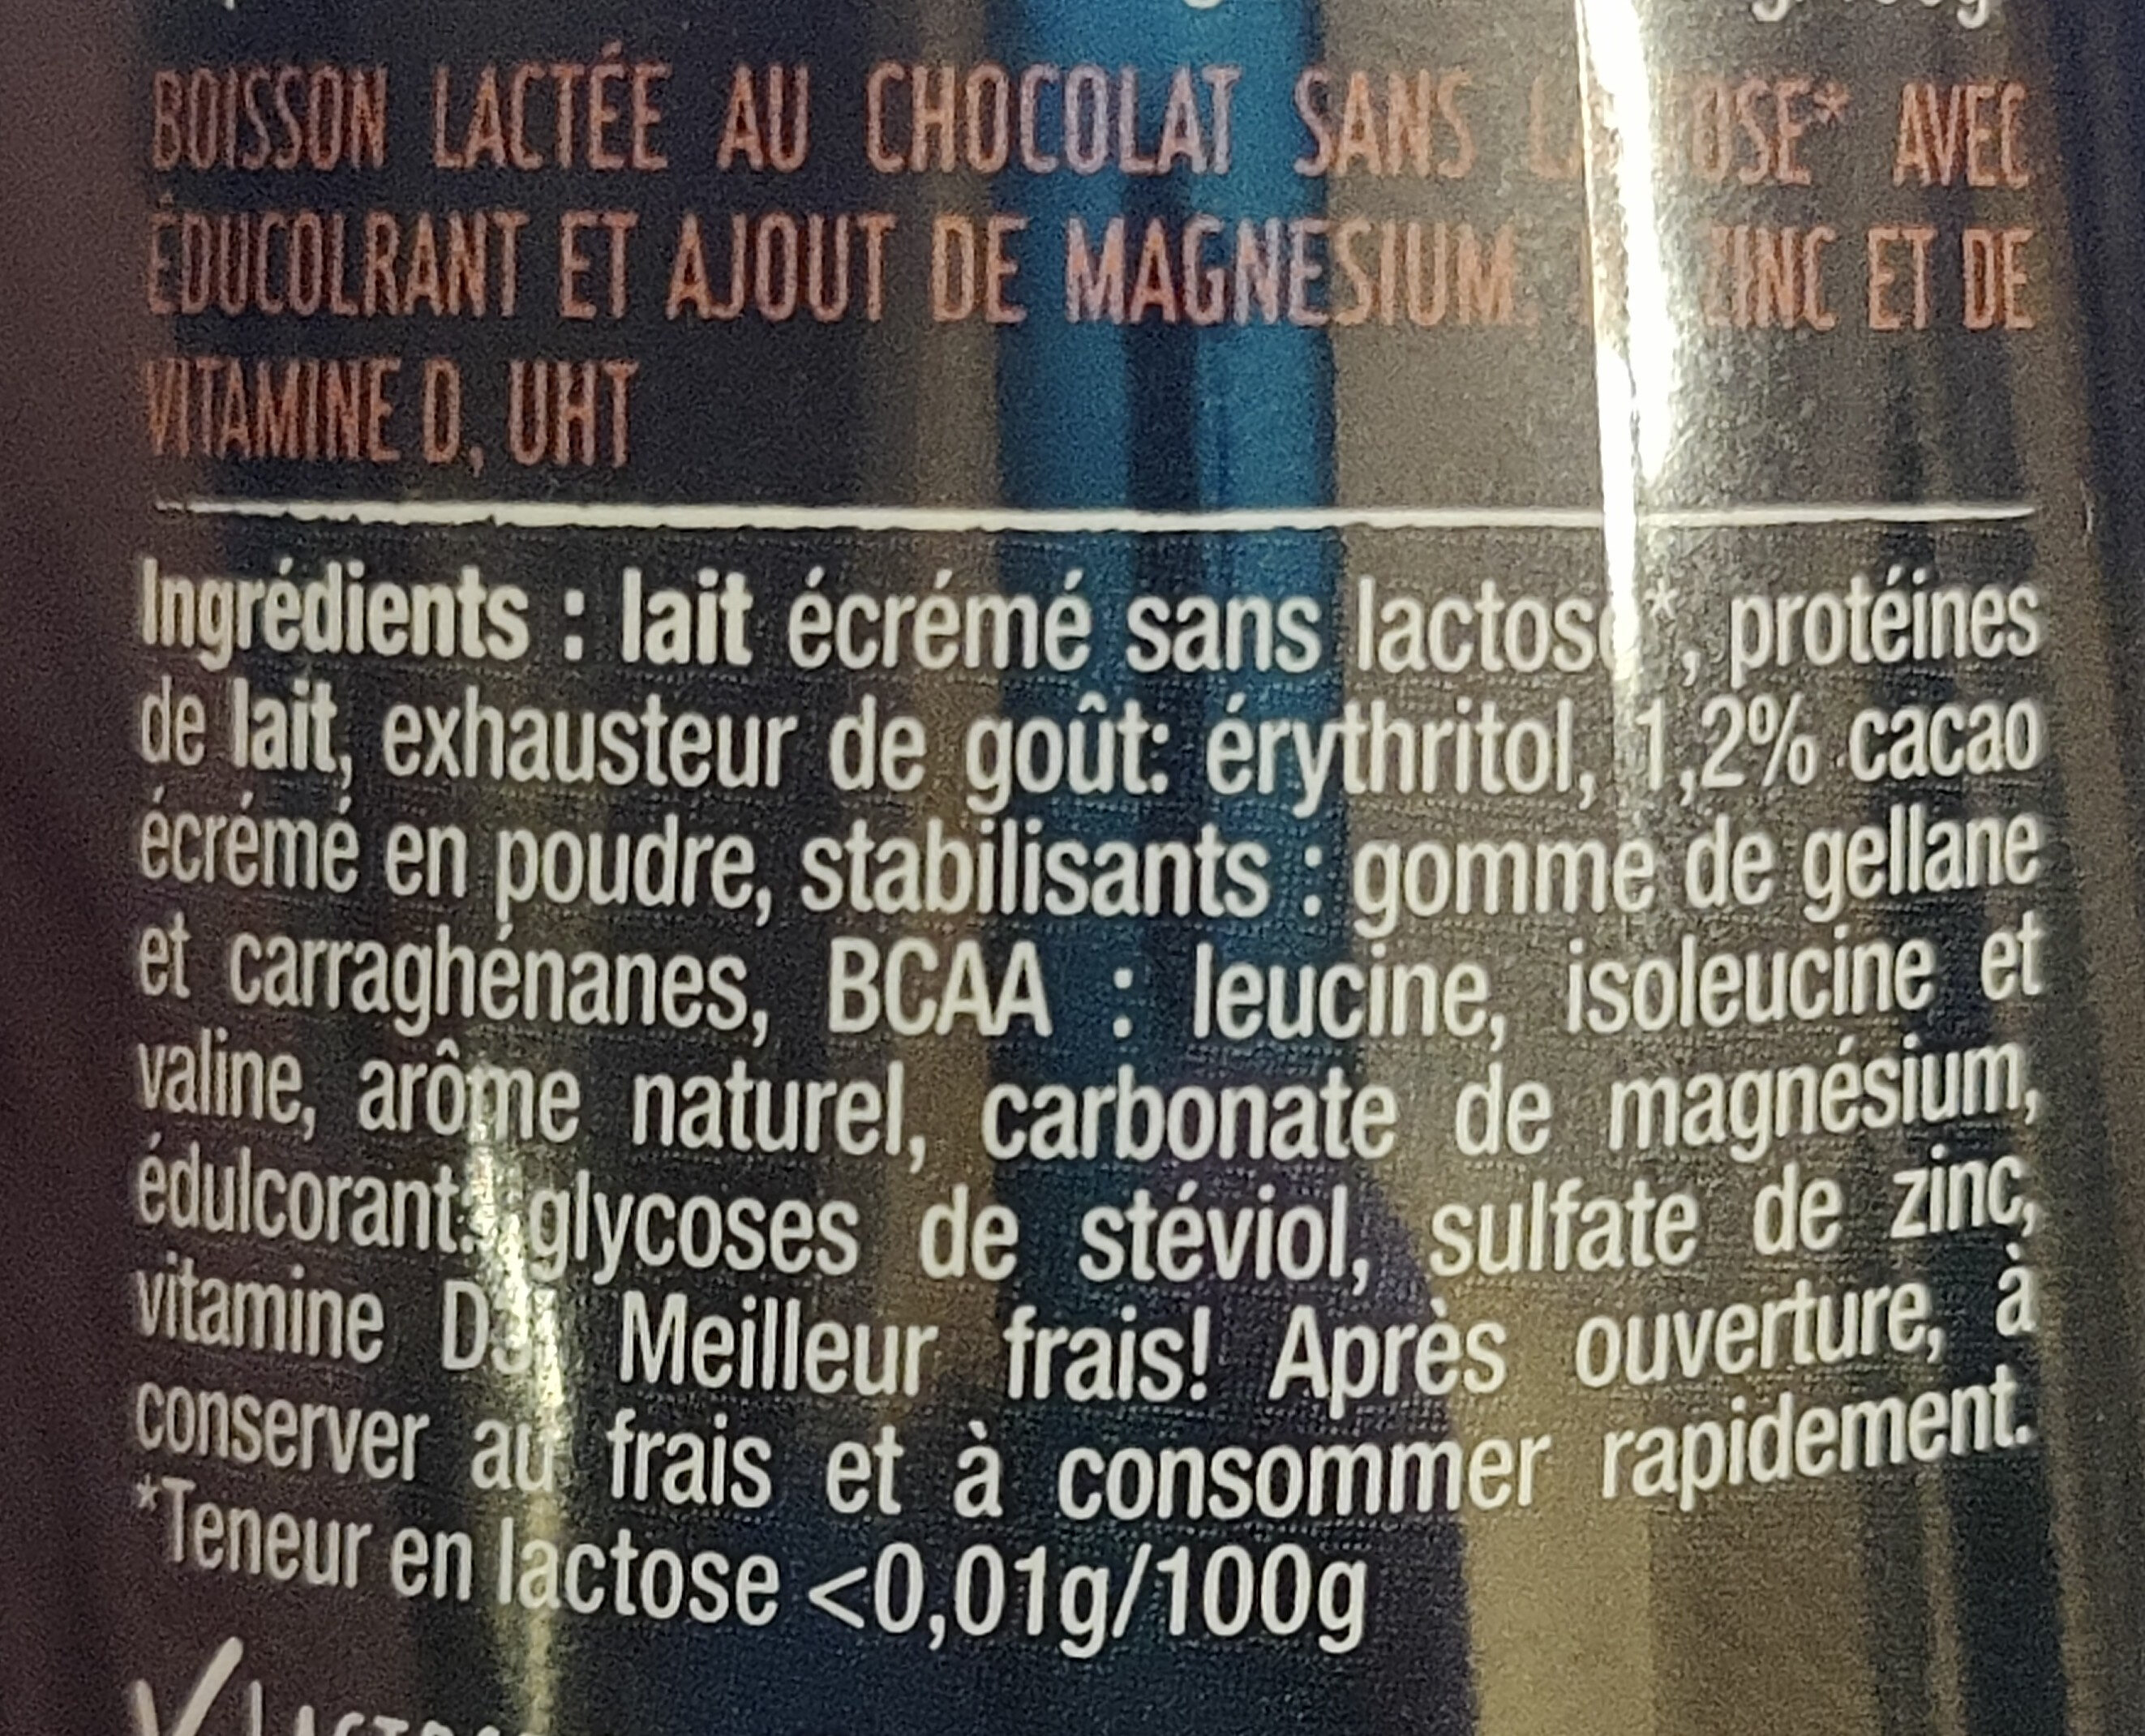 BOISSON LACTÉE AU CHOCOLAT SANS LACTOSE* AVEC
ÉDUCOLRANT ET AJOUT DE MAGNESIUM, ZINC ET DE
VITAMINE D, UHT
Ingrédients : lait écrémé sans lactose*, protéines
de lait, exhausteur de goût: érythritol, 1,2% cacao
écrémé en poudre, stabilisants : gomme de gellane
et carraghénanes, BCAA : leucine, isoleucine et
valine, arôme naturel, carbonate de magnésium,
édulcorant: glycoses de stéviol, sulfate de zinc,
vitamine D3. Meilleur frais! Après ouverture, à
conserver au frais et à consommer rapidement.
*Teneur en lactose <0,01g/100g